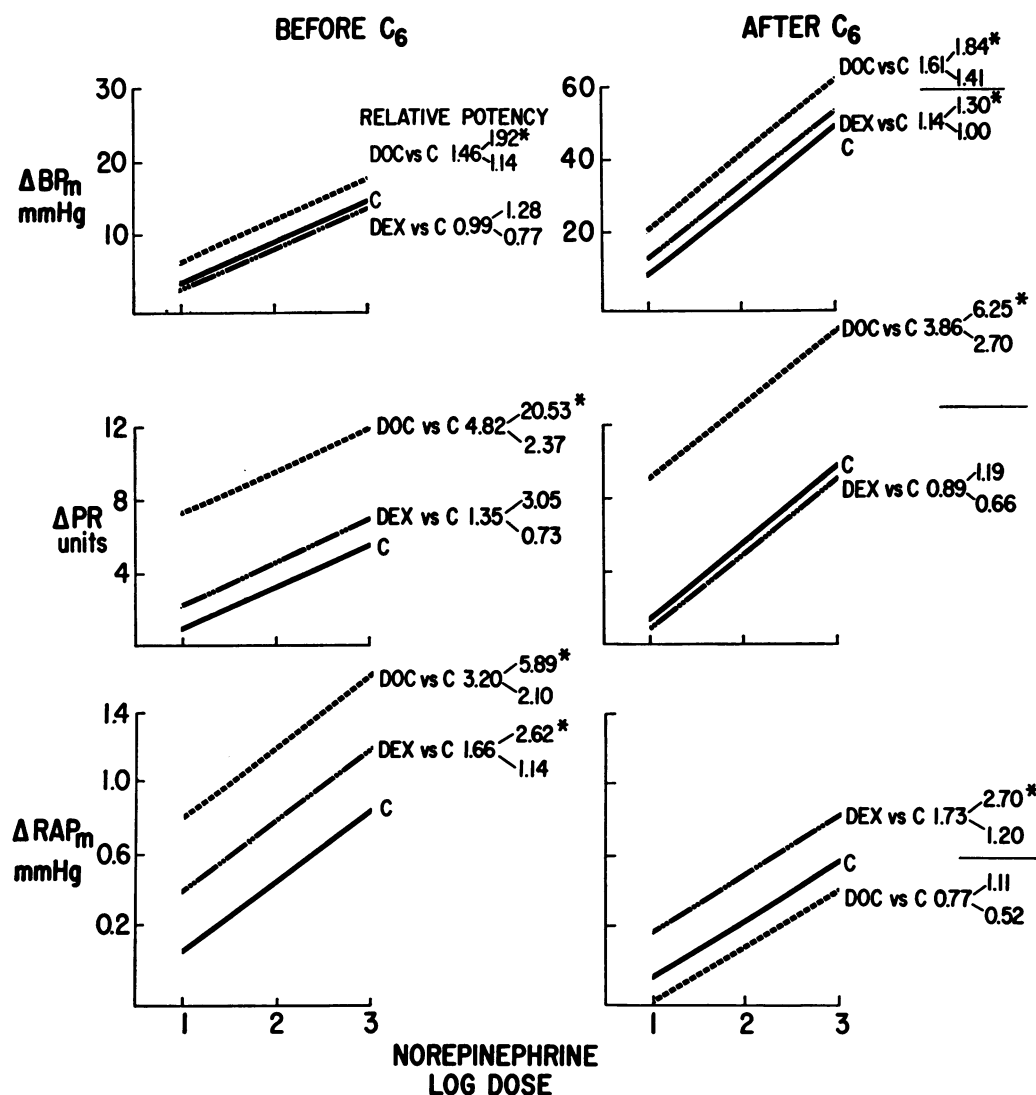 BEFORE C6
AFTER C6
30
20
10
ΔBPm
mmHg
RELATIVE POTENCY
DOC vs C 1.46 1.92* 1.14
C
DEX vs C 0.99 1.28 0.77
60
40
20
DOC vs C 1.61 1.84* 1.41
DEX vs C 1.14 1.30* 1.00
C
12
8
4
ΔPR
units
DOC vs C 4.82 20.53* 2.37
DEX vs C 1.35 3.05 0.73
C
DOC vs C 3.86 6.25* 2.70
C
DEX vs C 0.89 1.19 0.66
1.4
1.0
0.6
0.2
ΔRAPm
mmHg
DOC vs C 3.20 5.89* 2.10
DEX vs C 1.66 2.62* 1.14
C
DEX vs C 1.73 2.70* 1.20
C
DOC vs C 0.77 1.11 0.52
1 2 3
1 2 3
NOREPINEPHRINE
LOG DOSE